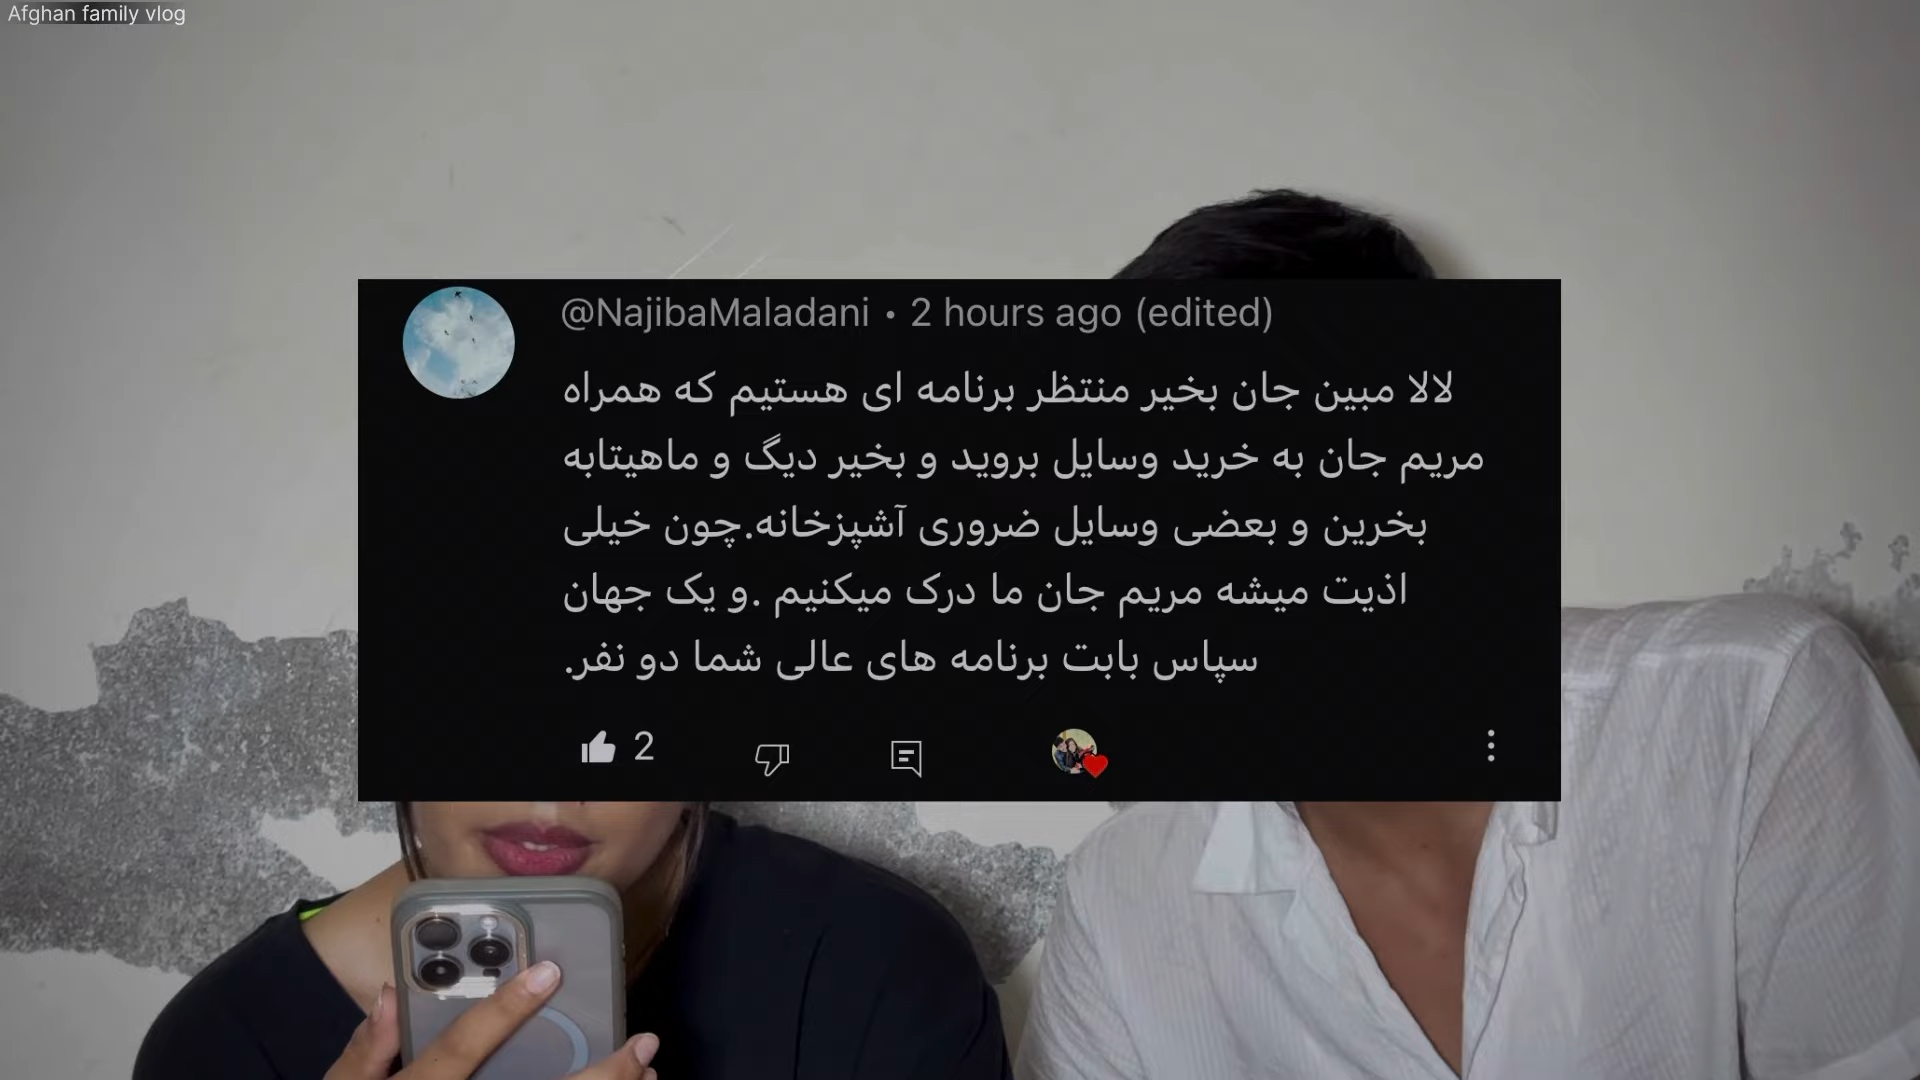 Afghan family vlog
@NajibaMaladani • 2 hours ago (edited)
لالا مبین جان بخیر منتظر برنامه ای هستیم که همراه
مریم جان به خرید وسایل بروید و بخیر دیگ و ماهیتابه
بخرین و بعضی وسایل ضروری آشپزخانه.چون خیلی
اذیت میشه مریم جان ما درک میکنیم .و یک جهان
سپاس بابت برنامه های عالی شما دو نفر.
2